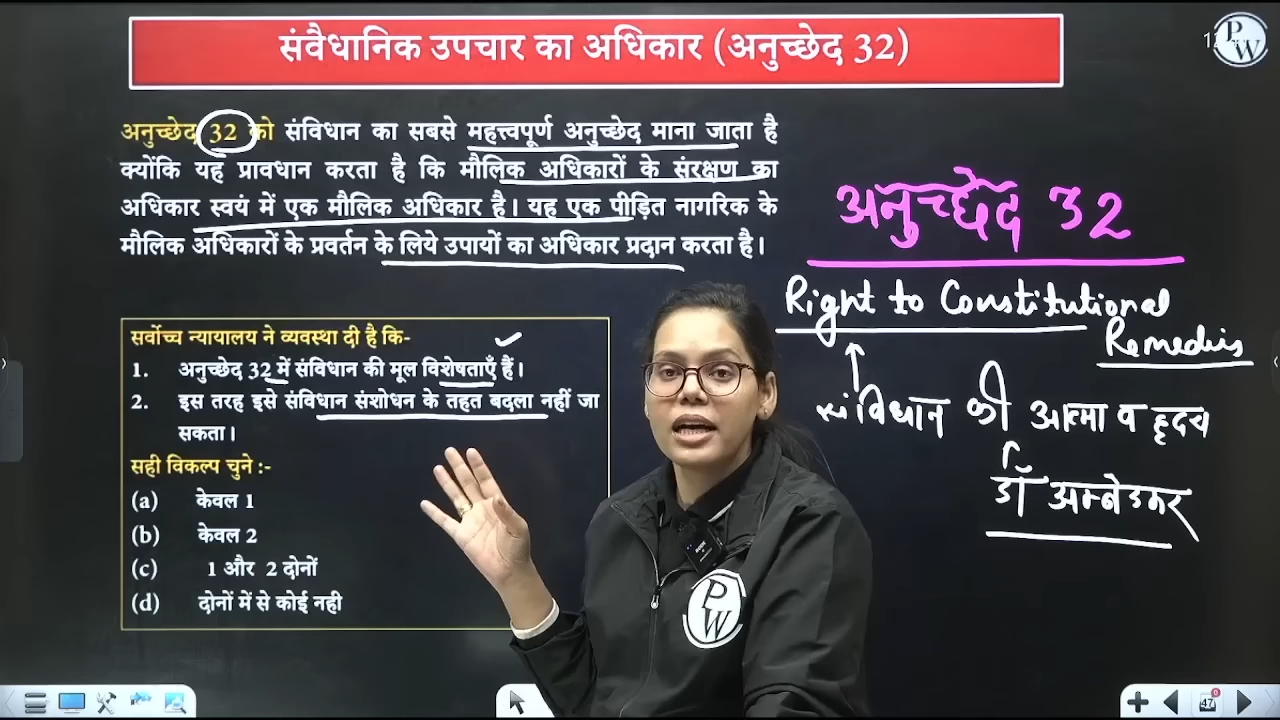 संवैधानिक उपचार का अधिकार (अनुच्छेद 32)
PW
अनुच्छेद 32 को संविधान का सबसे महत्त्वपूर्ण अनुच्छेद माना जाता है
क्योंकि यह प्रावधान करता है कि मौलिक अधिकारों के संरक्षण का
अधिकार स्वयं में एक मौलिक अधिकार है। यह एक पीड़ित नागरिक के
मौलिक अधिकारों के प्रवर्तन के लिये उपायों का अधिकार प्रदान करता है।
अनुच्छेद 32
Right to Constitutional
Remedies
संविधान की आत्मा व हृदय
डॉ अम्बेडकर
सर्वोच्च न्यायालय ने व्यवस्था दी है कि-
1. अनुच्छेद 32 में संविधान की मूल विशेषताएँ हैं।
2. इस तरह इसे संविधान संशोधन के तहत बदला नहीं जा
सकता।
सही विकल्प चुने :-
(a) केवल 1
(b) केवल 2
(c) 1 और 2 दोनों
(d) दोनों में से कोई नही
PW
47